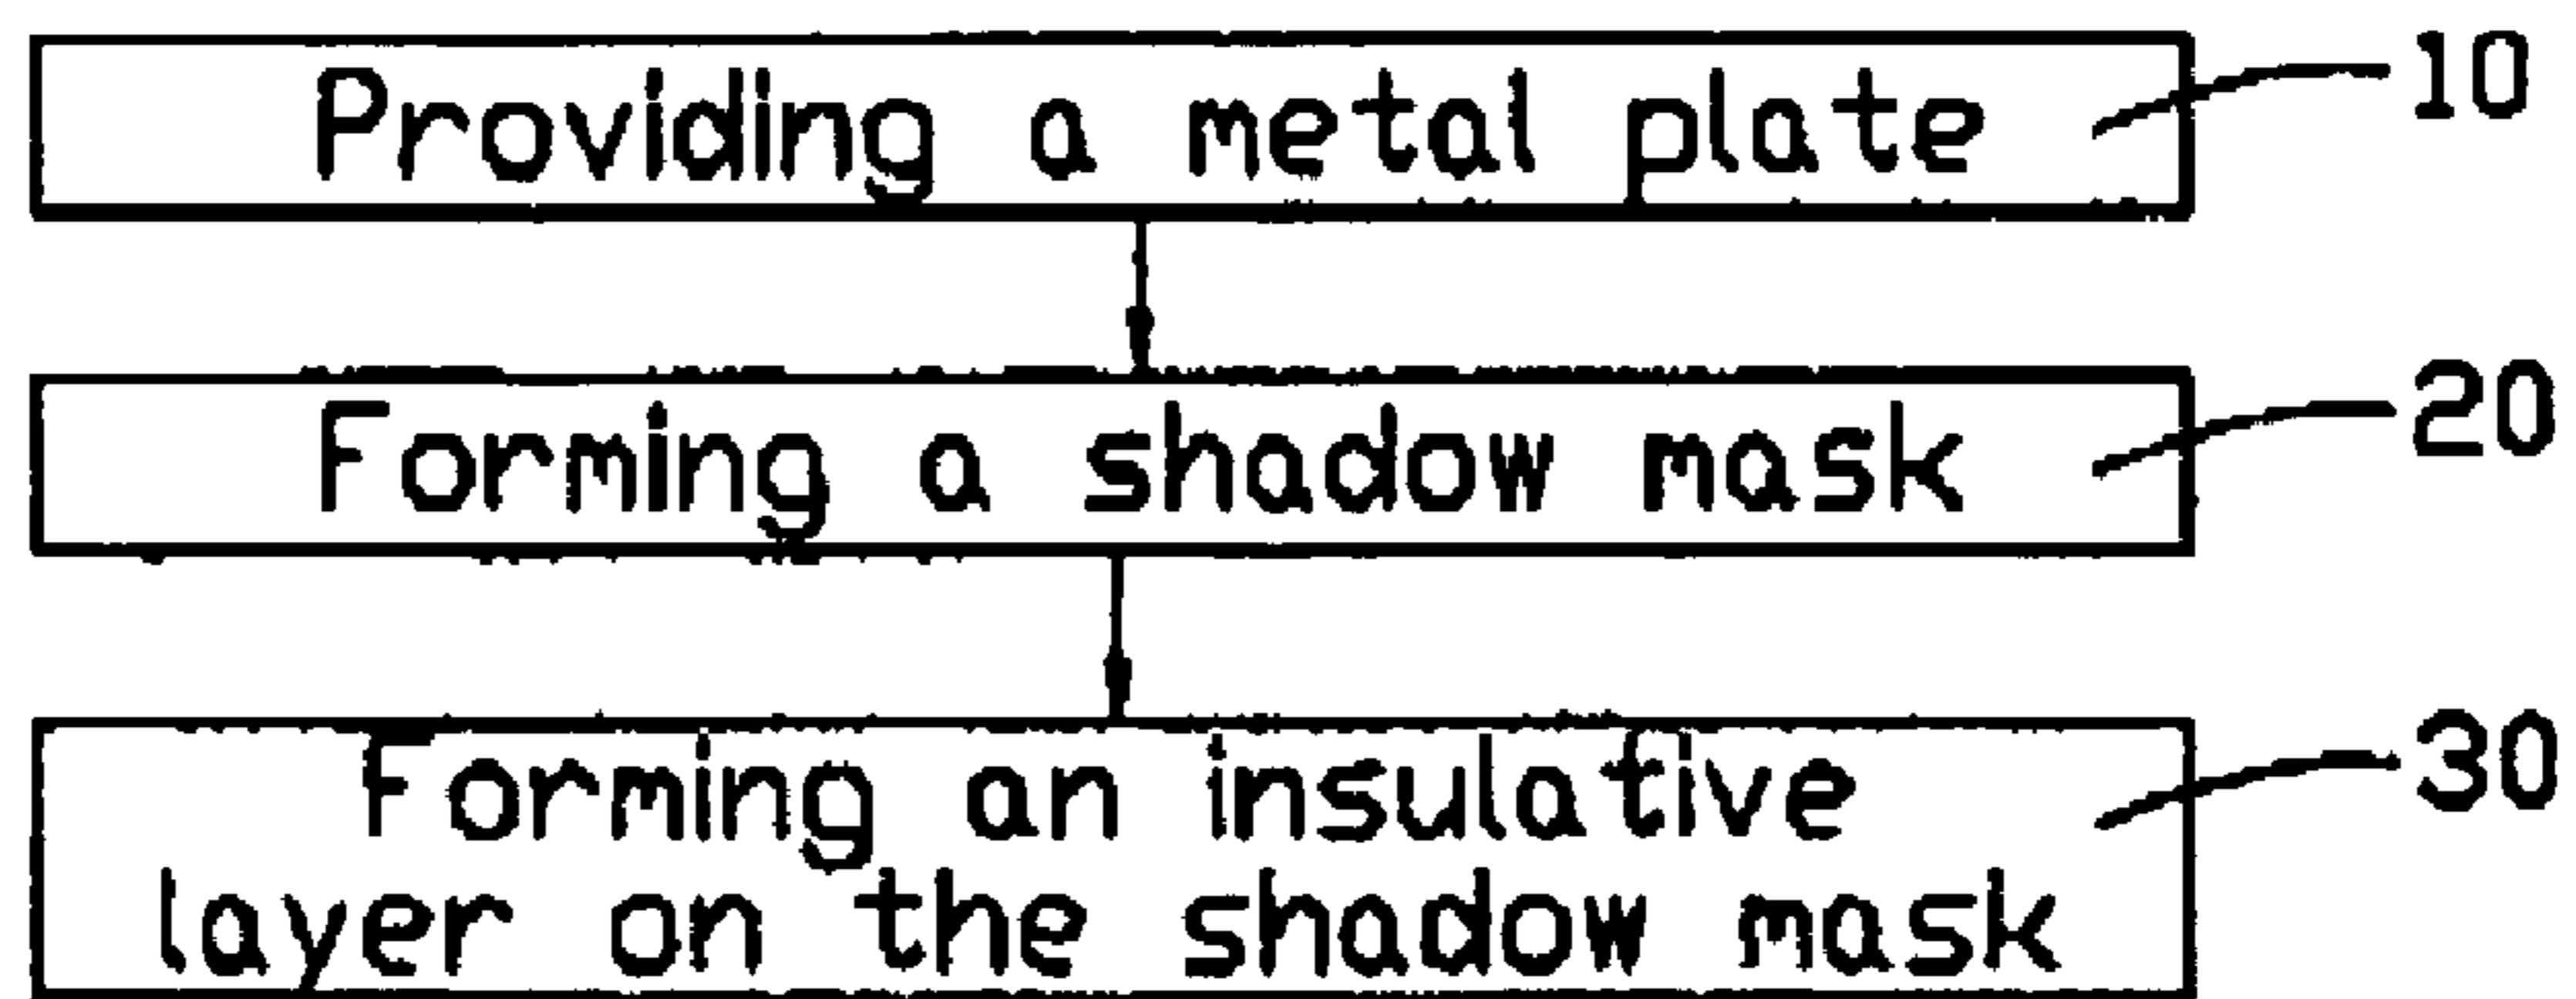 Providing a metal plate 10
Forming a shadow mask 20
Forming an insulative 30
layer on the shadow mask